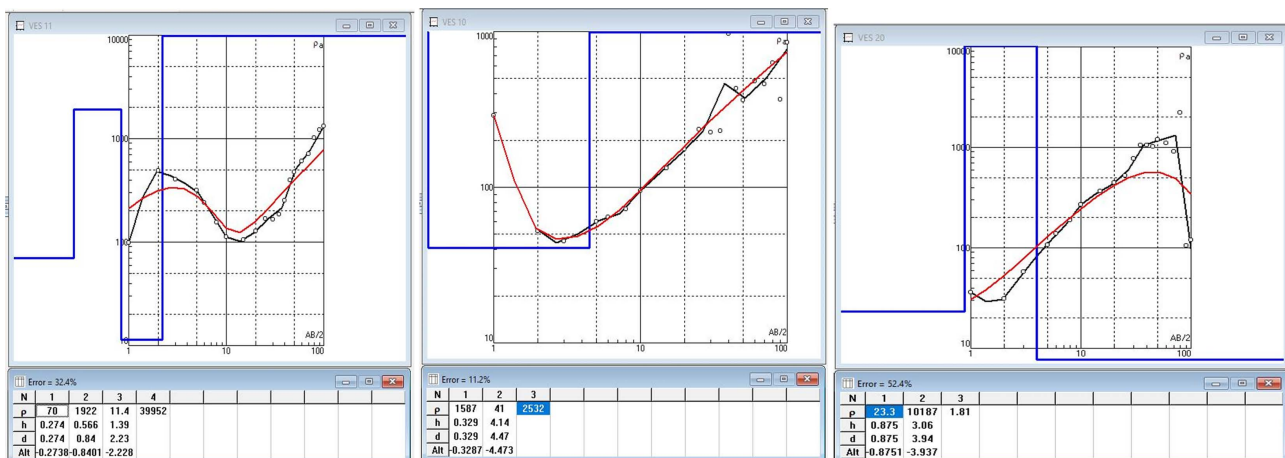 VES 11
10000
ρa
1000
100
10
AB/2
1
10
100
Error = 32.4%
N 1 2 3 4
ρ 70 1922 11.4 39952
h 0.274 0.566 1.39
d 0.274 0.84 2.23
Alt -0.2738 -0.8401 -2.228
VES 10
1000
ρa
100
10
AB/2
1
10
100
Error = 11.2%
N 1 2 3
ρ 1587 41 2532
h 0.329 4.14
d 0.329 4.47
Alt -0.3287 -4.473
VES 20
10000
ρa
1000
100
10
AB/2
1
10
100
Error = 52.4%
N 1 2 3
ρ 23.3 10187 1.81
h 0.875 3.06
d 0.875 3.94
Alt -0.8751 -3.937